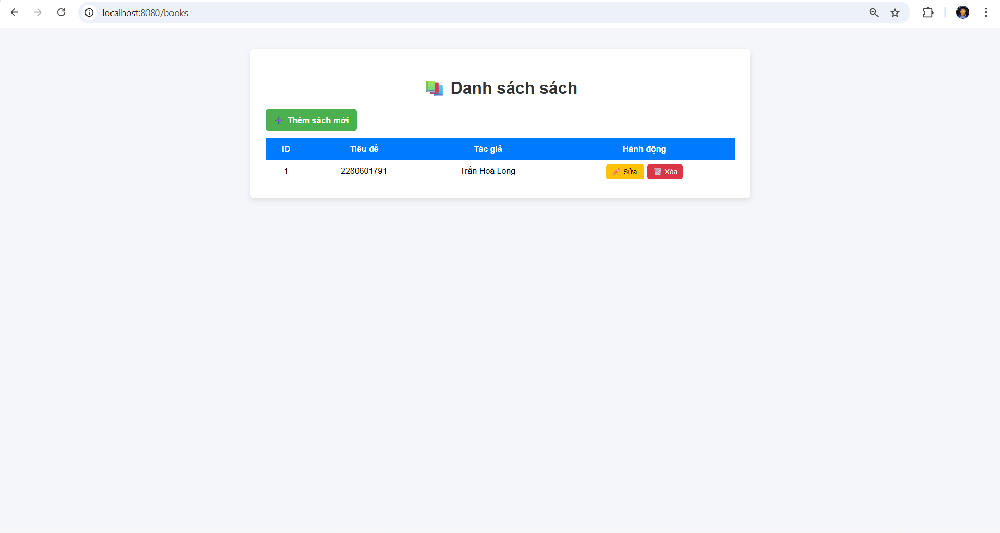 localhost:8080/books
Danh sách sách
Thêm sách mới
ID Tiêu đề Tác giả Hành động
1 2280601791 Trần Hoà Long Sửa Xóa